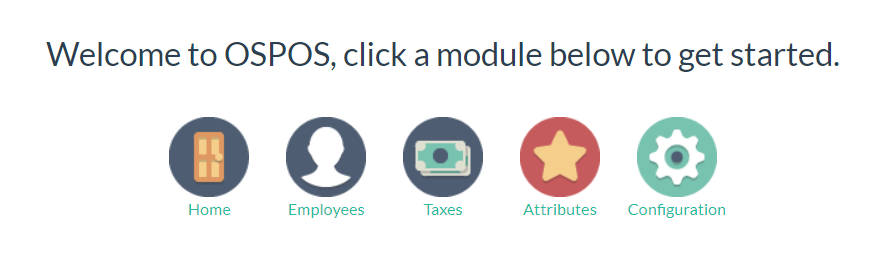 Welcome to OSPOS, click a module below to get started.
Home Employees Taxes Attributes Configuration